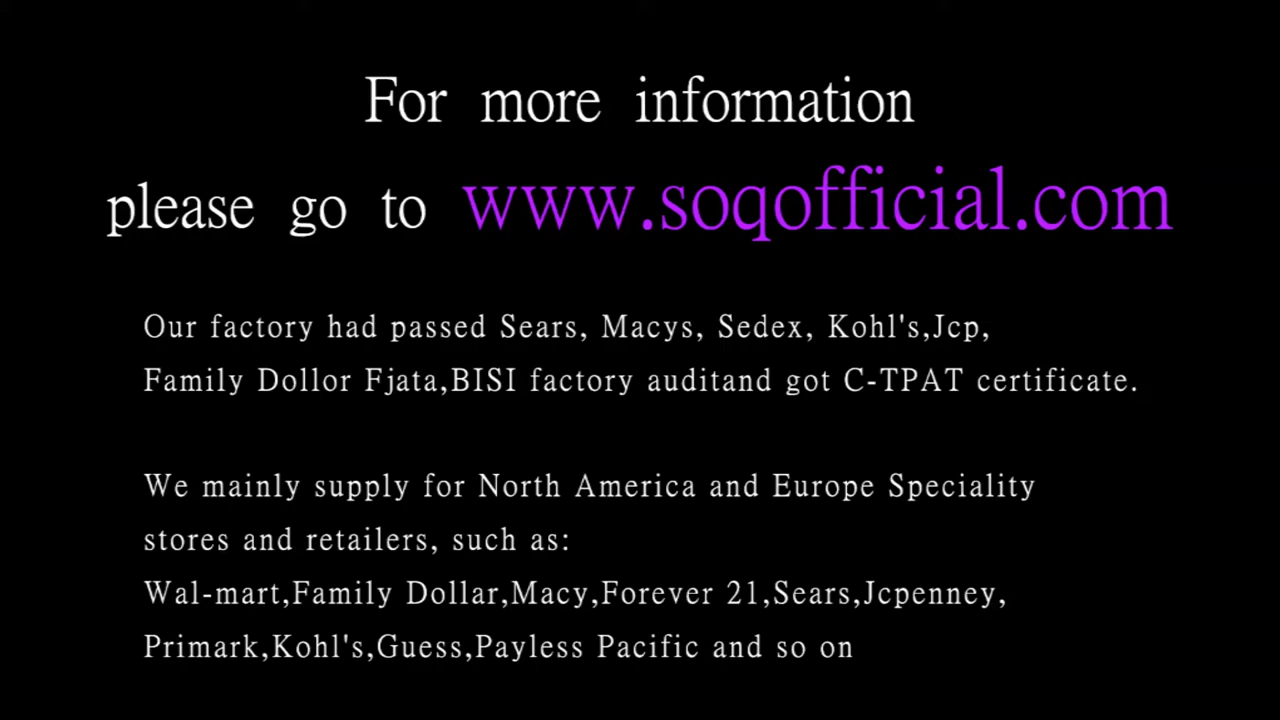 For more information
please go to www.soqofficial.com
Our factory had passed Sears, Macys, Sedex, Kohl's,Jcp,
Family Dollor Fjata,BISI factory auditand got C-TPAT certificate.
We mainly supply for North America and Europe Speciality
stores and retailers, such as:
Wal-mart,Family Dollar,Macy,Forever 21,Sears,Jcpenney,
Primark,Kohl's,Guess,Payless Pacific and so on